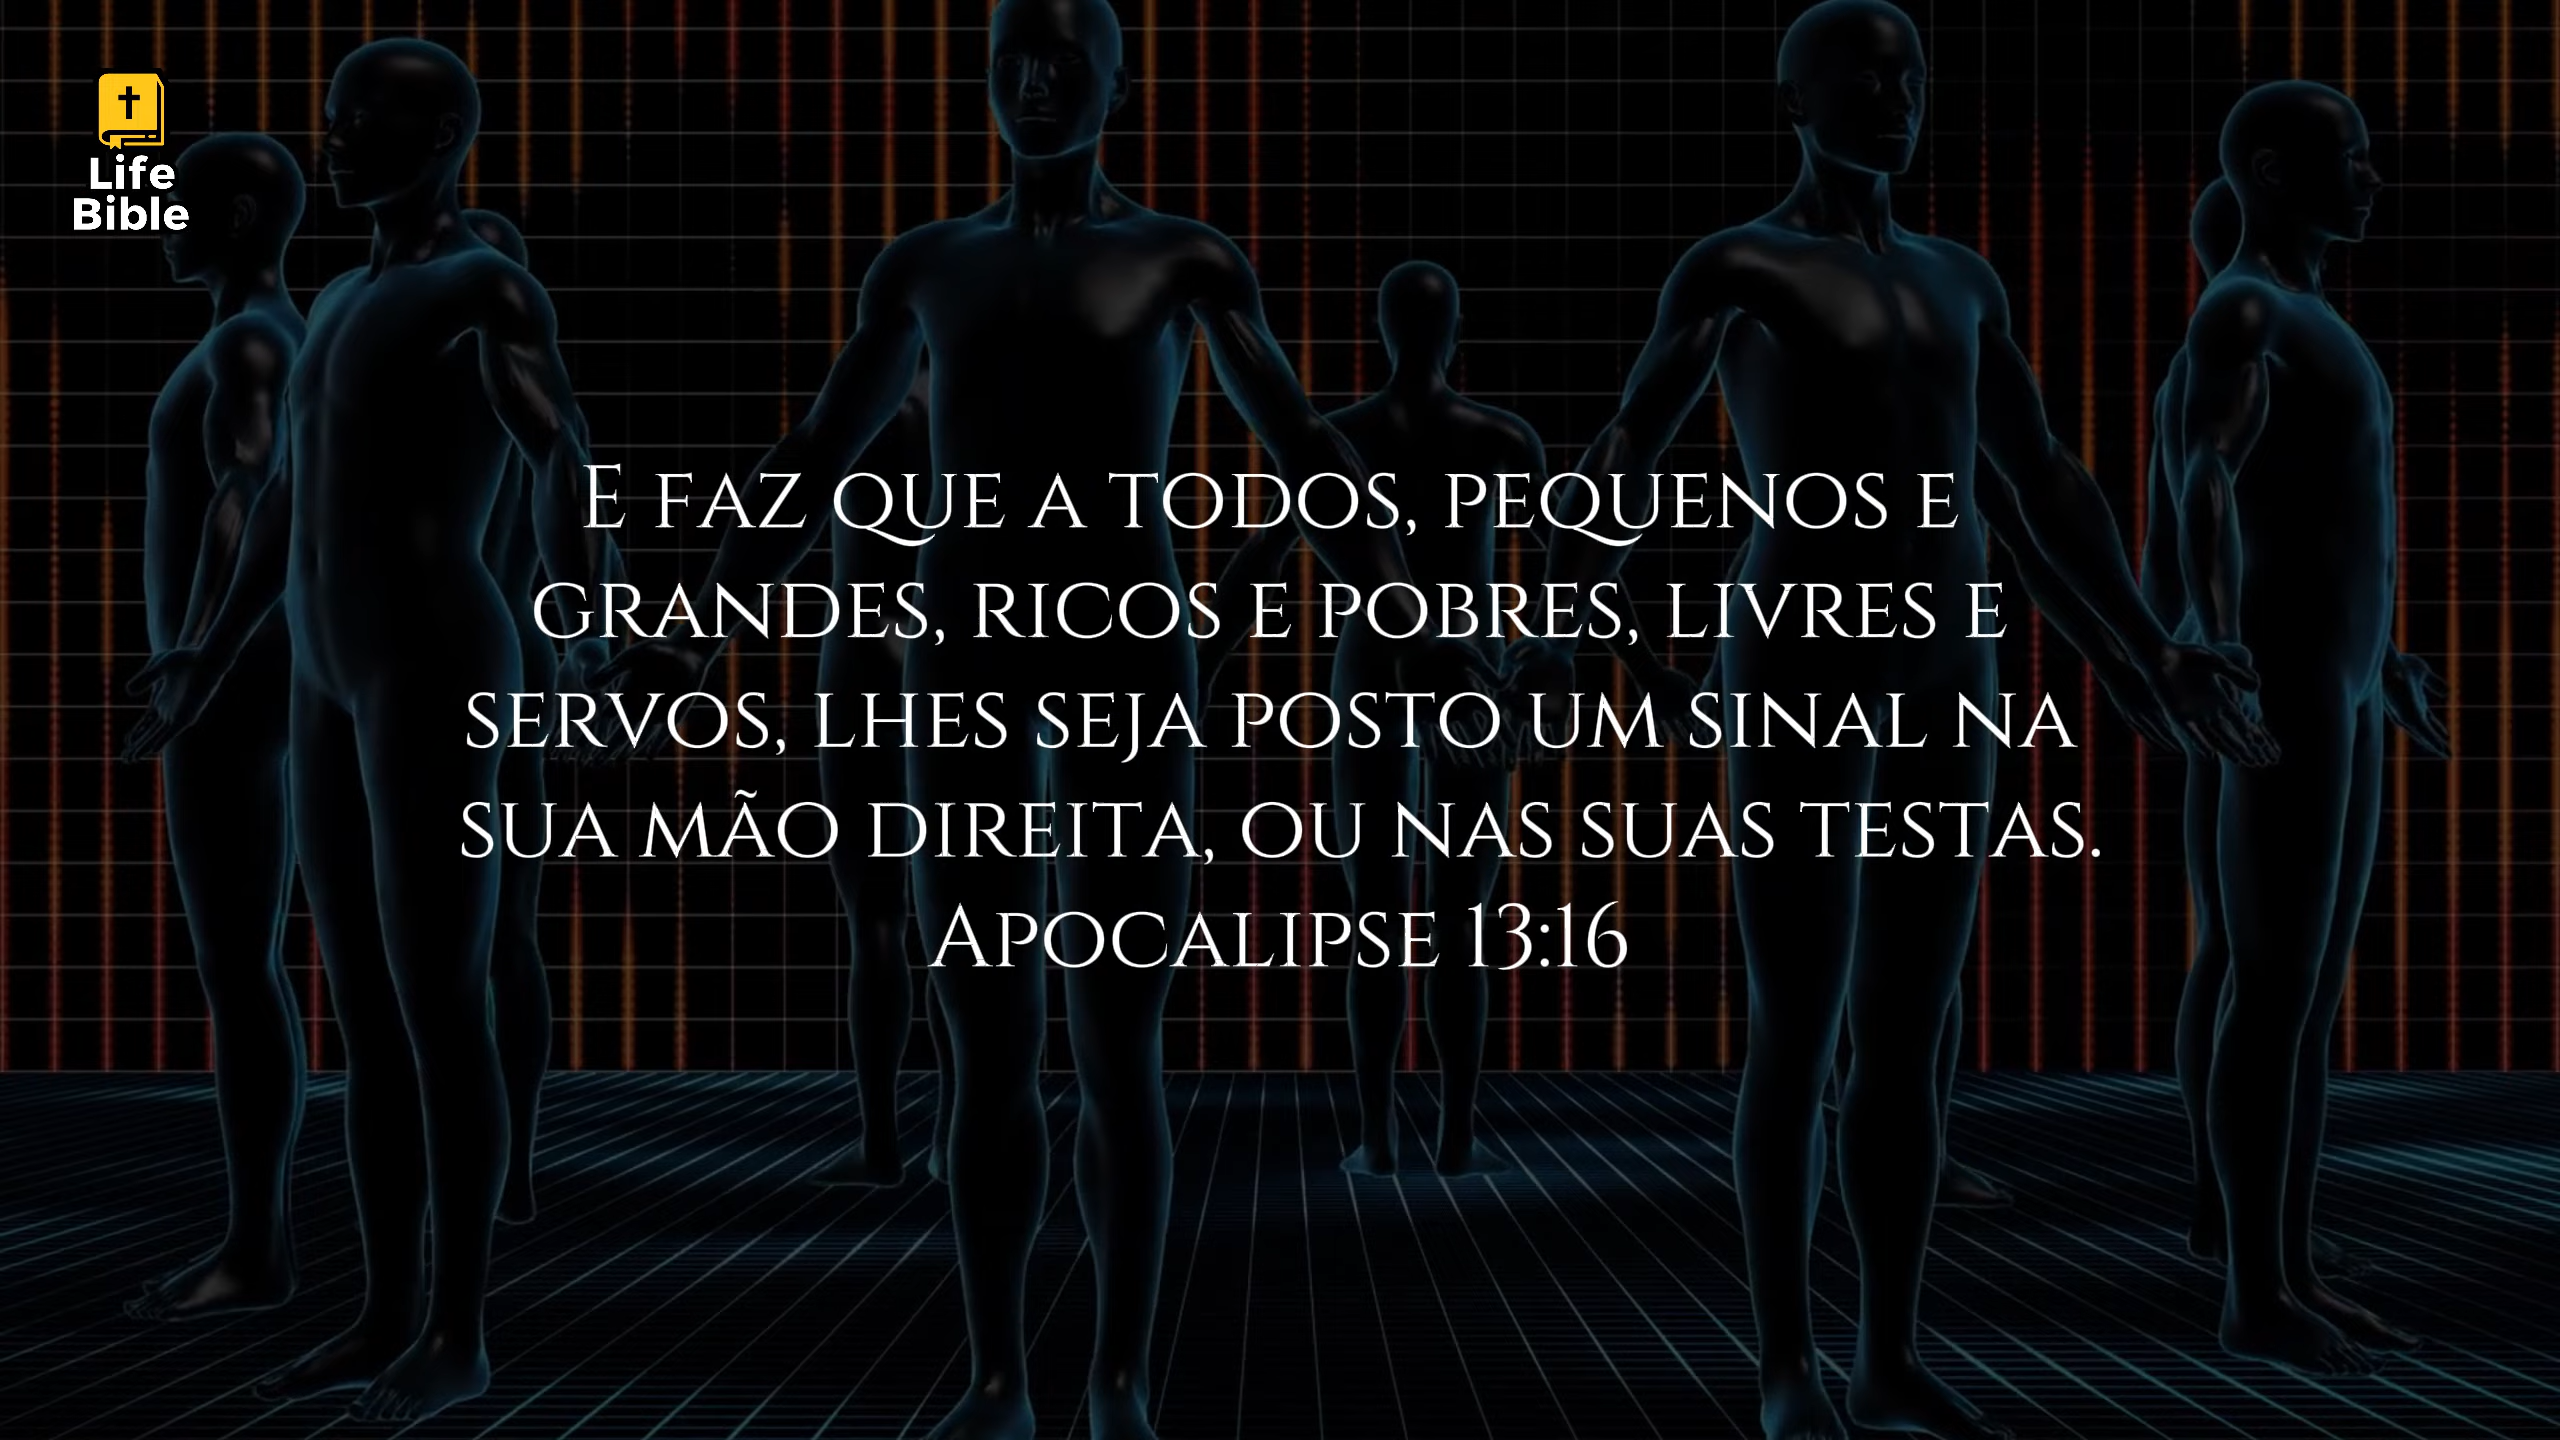 Life
Bible
E FAZ QUE A TODOS, PEQUENOS E
GRANDES, RICOS E POBRES, LIVRES E
SERVOS, LHES SEJA POSTO UM SINAL NA
SUA MÃO DIREITA, OU NAS SUAS TESTAS.
APOCALIPSE 13:16